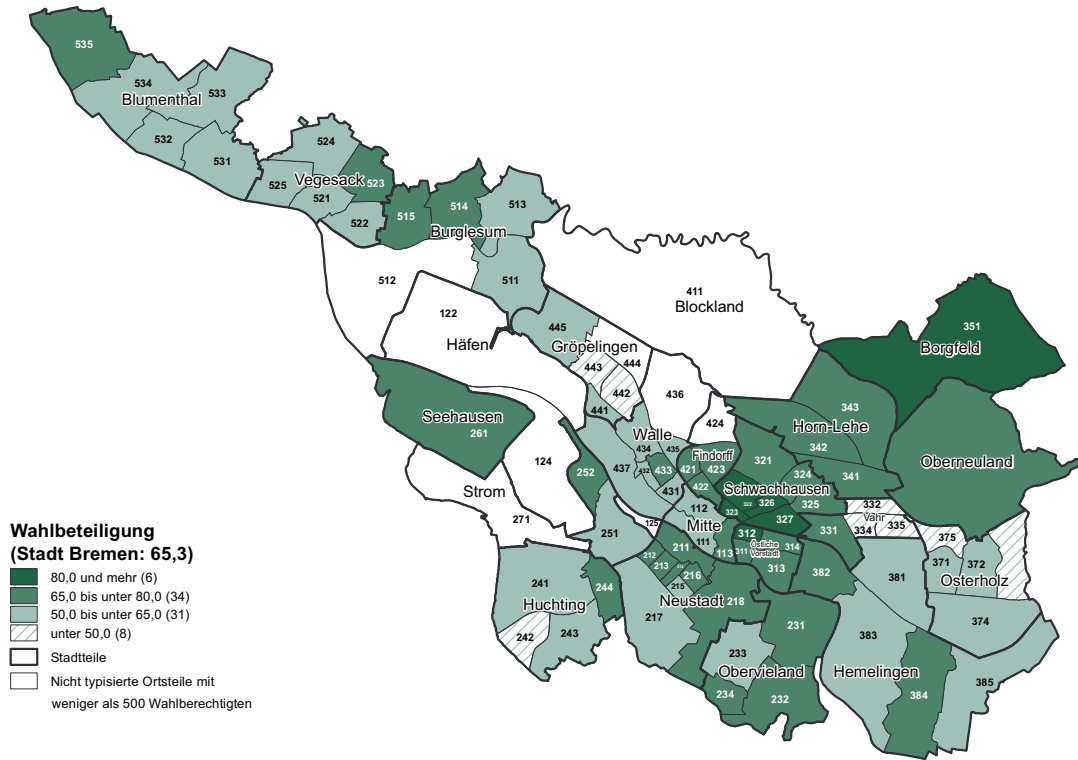 535
534
533
Blumenthal
532
531
524
Vegesack
523
525
521
522
515
514
513
Burglesum
512
511
122
Häfen
445
Gröpelingen
443
444
442
441
436
411
Blockland
351
Borgfeld
343
Horn-Lehe
342
341
Oberneuland
Seehausen
261
124
Strom
271
252
251
424
Walle
434
435
432
433
437
431
Findorff
421
423
422
321
324
Schwachhausen
322
326
325
323
327
332
Vahr
334
335
331
375
371
372
Osterholz
374
112
Mitte
111
113
125
312
Östliche
Vorstadt
311
314
313
382
381
211
212
213
216
215
Neustadt
217
218
241
244
Huchting
242
243
231
233
Obervieland
234
232
383
Hemelingen
384
385
Wahlbeteiligung
(Stadt Bremen: 65,3)
80,0 und mehr (6)
65,0 bis unter 80,0 (34)
50,0 bis unter 65,0 (31)
unter 50,0 (8)
Stadtteile
Nicht typisierte Ortsteile mit
weniger als 500 Wahlberechtigten